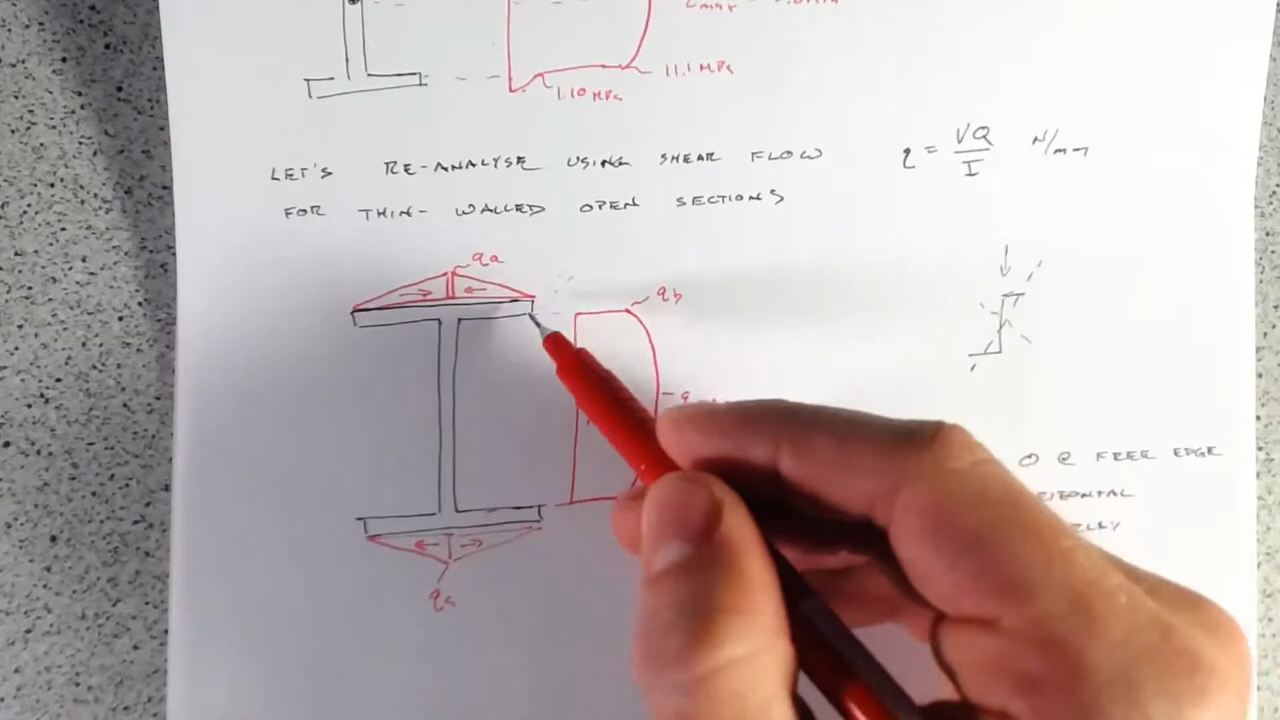 11.1 MPa
1.10 MPa
LET'S RE-ANALYSE USING SHEAR FLOW
FOR THIN-WALLED OPEN SECTIONS
q = VQ / I N/mm
qa
qb
0 @ FREE EDGE
qa